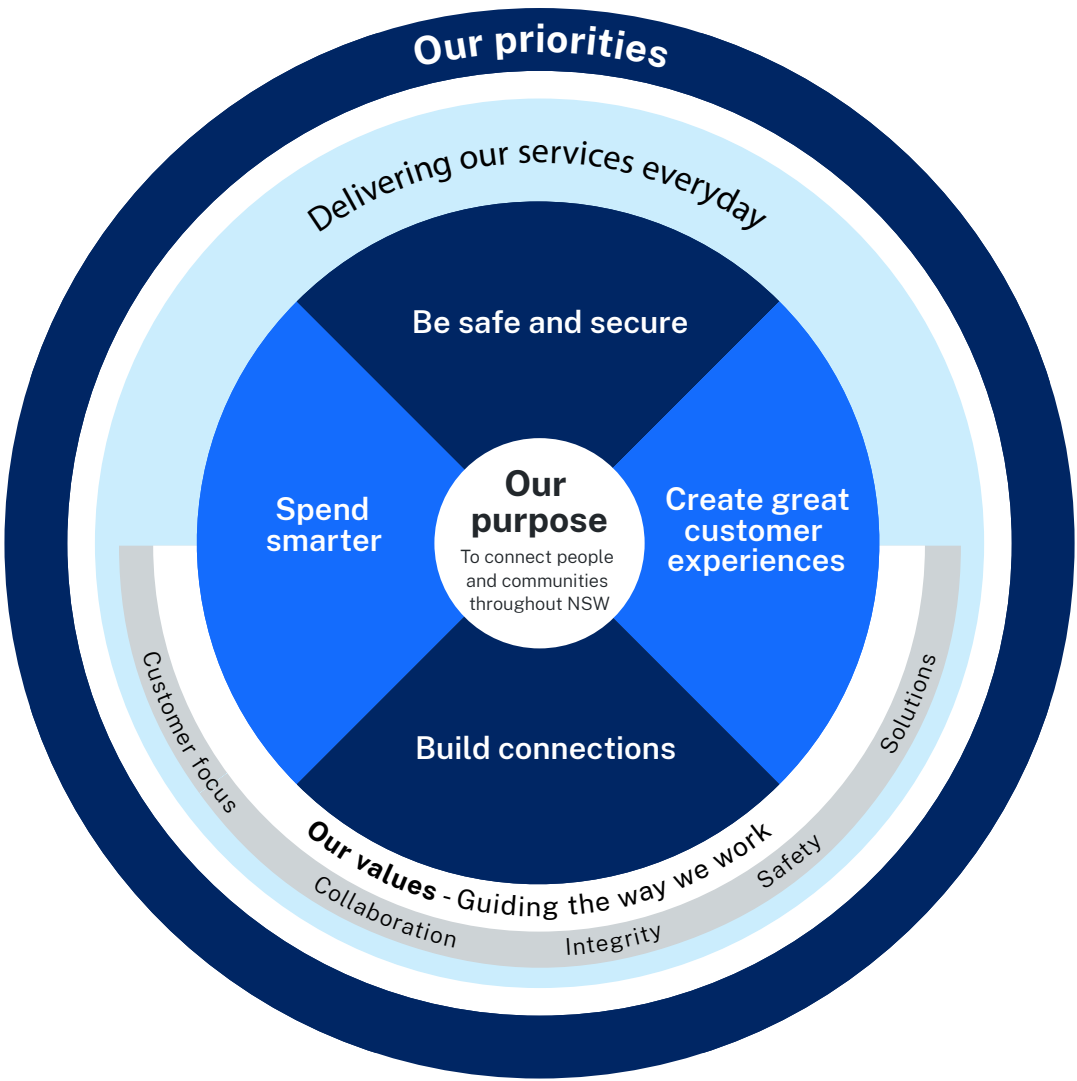 Our priorities
Delivering our services everyday
Be safe and secure
Spend
smarter
Our
purpose
To connect people
and communities
throughout NSW
Create great
customer
experiences
Build connections
Our values - Guiding the way we work
Customer focus
Collaboration
Integrity
Safety
Solutions